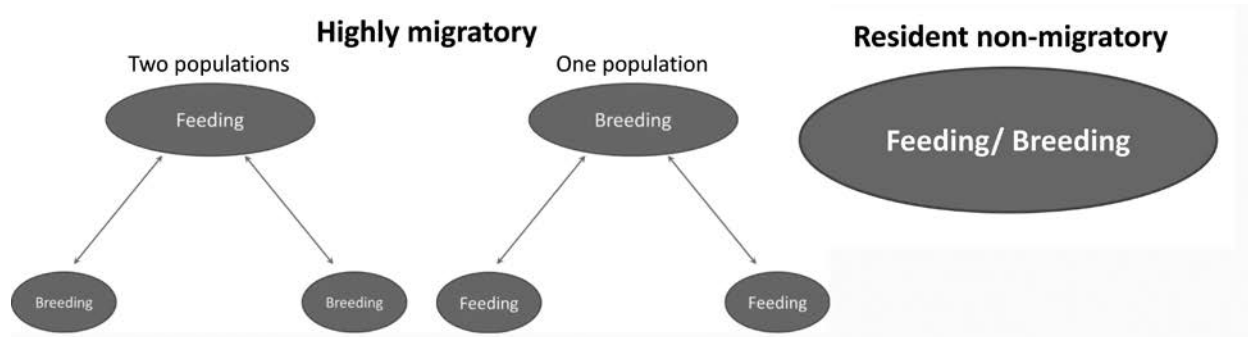 Highly migratory
Resident non-migratory
Two populations
One population
Feeding
Breeding
Feeding/ Breeding
Breeding
Breeding
Feeding
Feeding